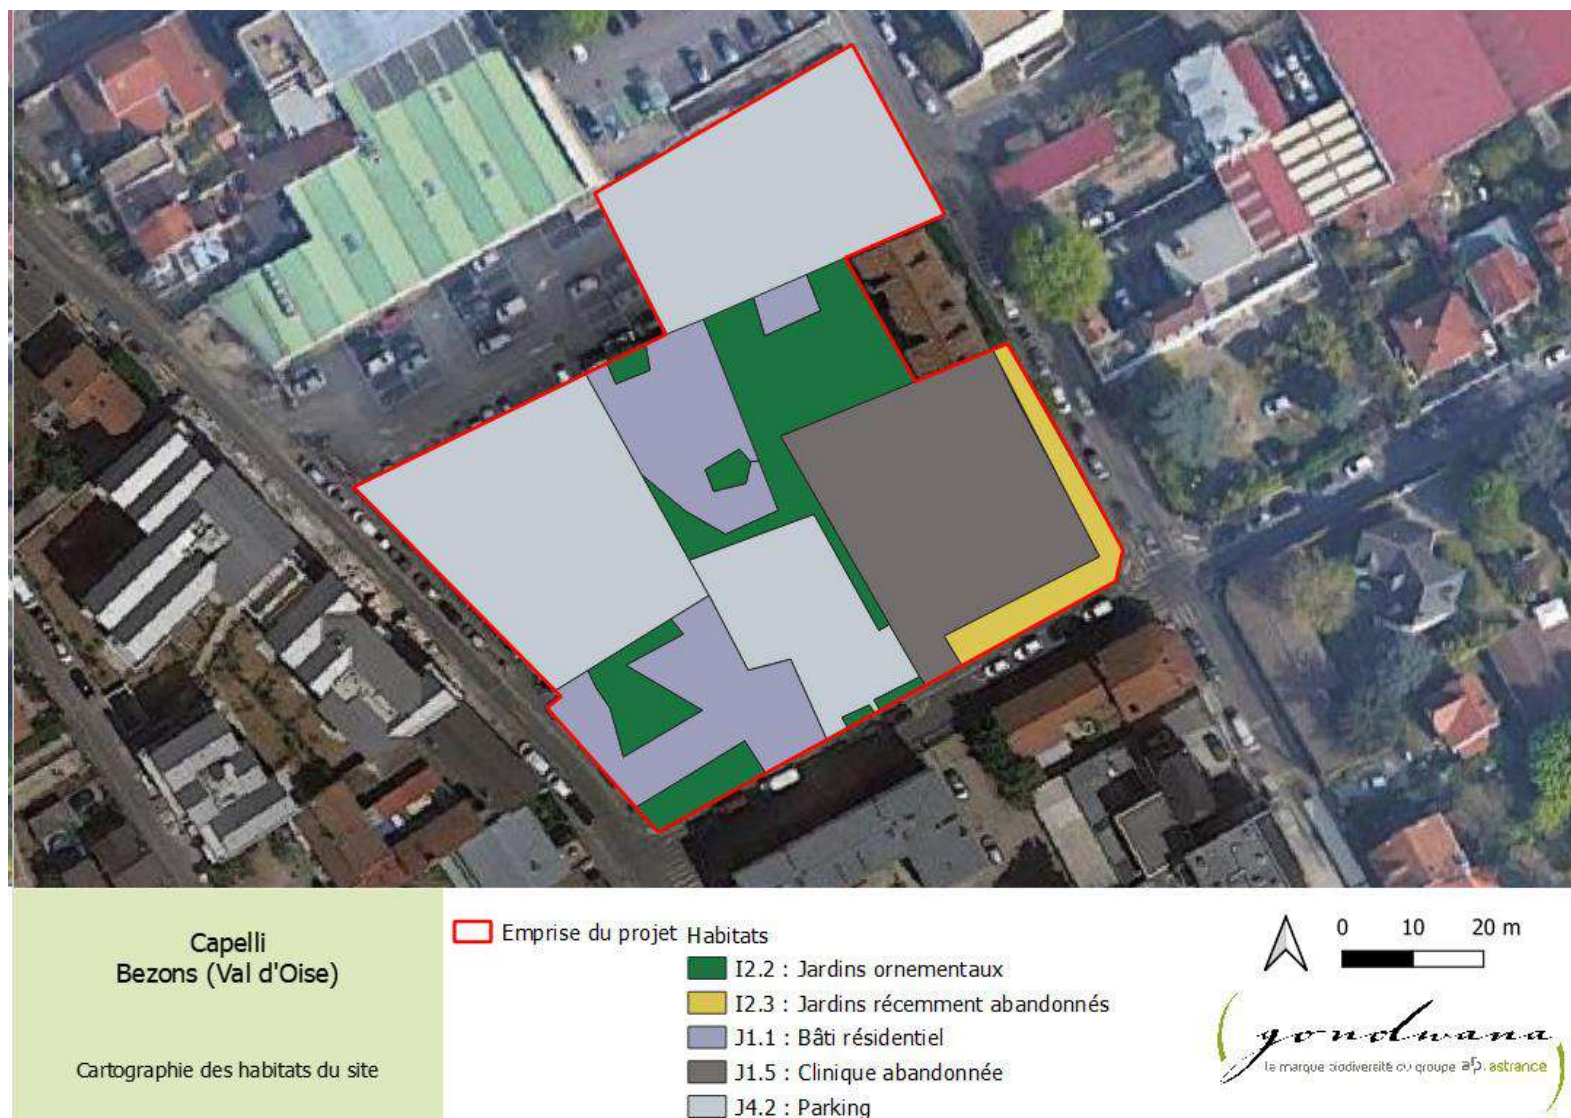 Capelli
Bezons (Val d'Oise)
Cartographie des habitats du site
Emprise du projet
Habitats
I2.2 : Jardins ornementaux
I2.3 : Jardins récemment abandonnés
J1.1 : Bâti résidentiel
J1.5 : Clinique abandonnée
J4.2 : Parking
0 10 20 m
gondwana
la marque biodiversité du groupe astrance